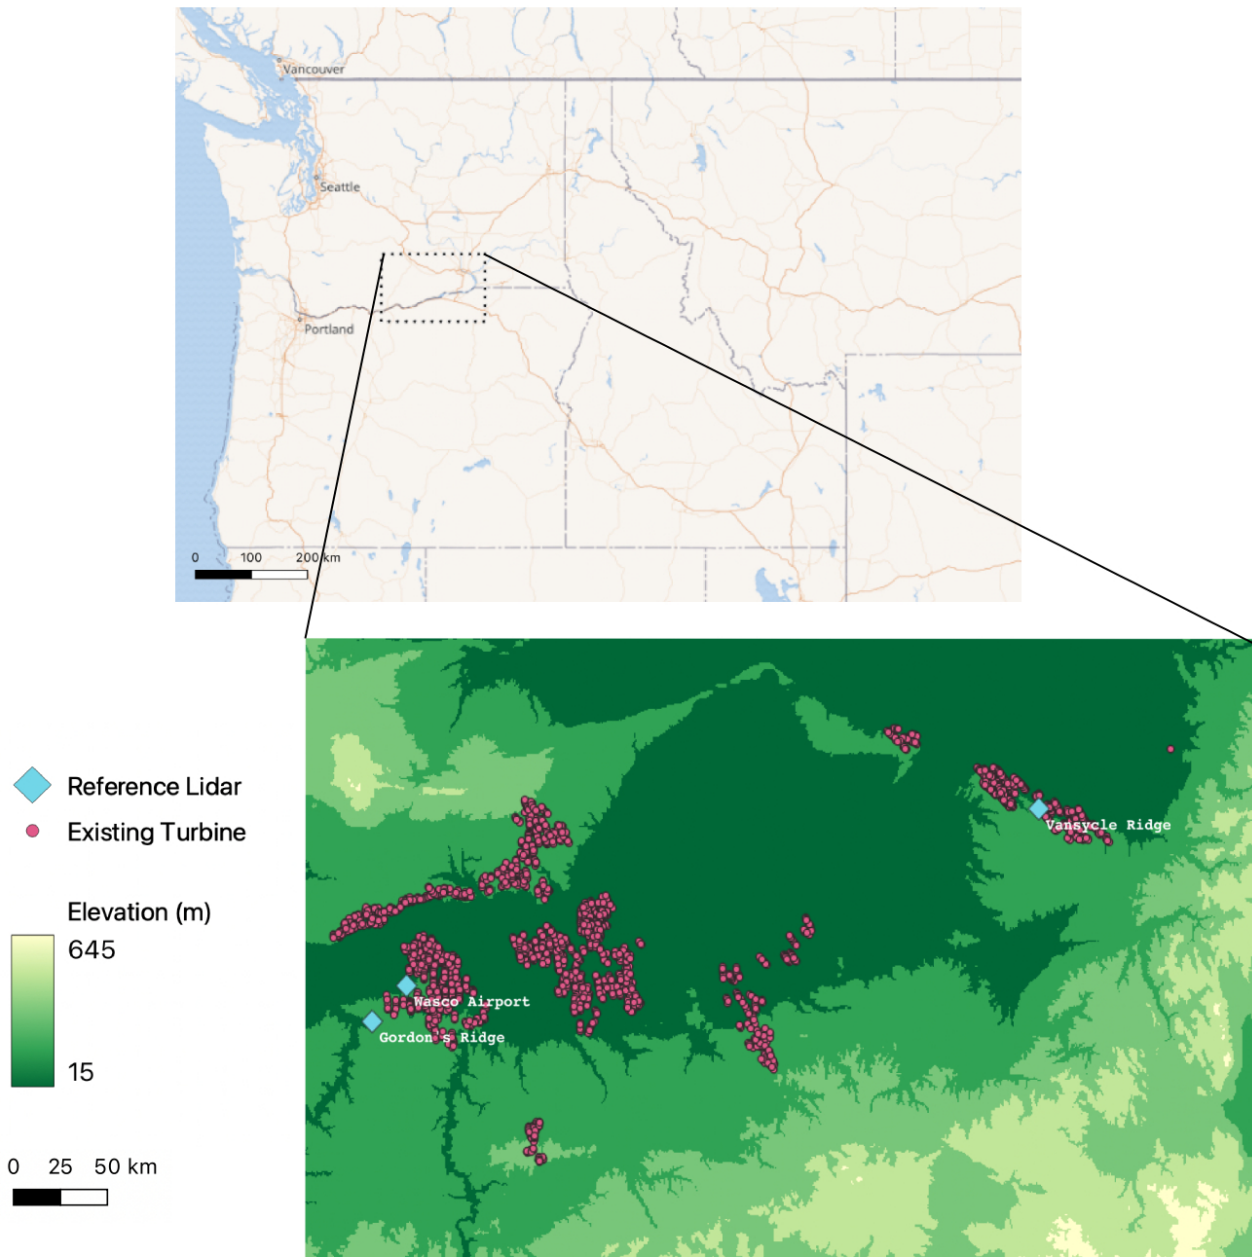 Vancouver
Seattle
Portland
0 100 200 km
Reference Lidar
Existing Turbine
Vansycle Ridge
Elevation (m)
645
15
Wasco Airport
Gordon's Ridge
0 25 50 km